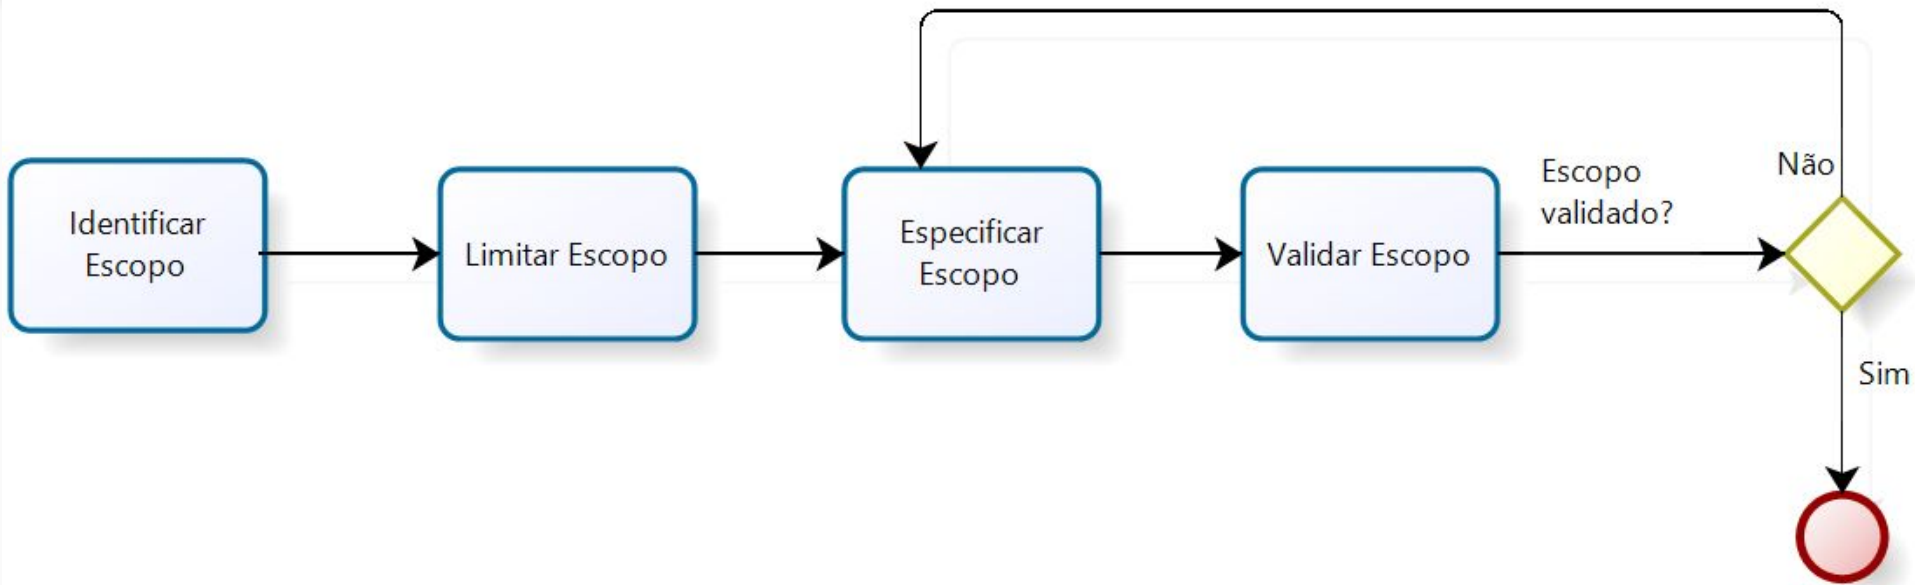 Identificar
Escopo
Limitar Escopo
Especificar
Escopo
Validar Escopo
Escopo
validado?
Não
Sim